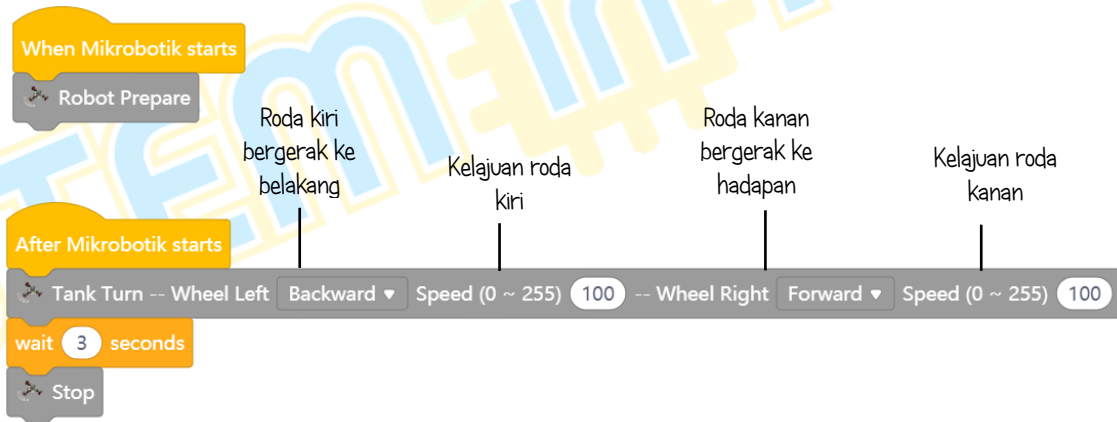 When Mikrobotik starts
Robot Prepare
Roda kiri
bergerak ke
belakang
Kelajuan roda
kiri
Roda kanan
bergerak ke
hadapan
Kelajuan roda
kanan
After Mikrobotik starts
Tank Turn -- Wheel Left Backward ▾ Speed (0 ~ 255) 100 -- Wheel Right Forward ▾ Speed (0 ~ 255) 100
wait 3 seconds
Stop